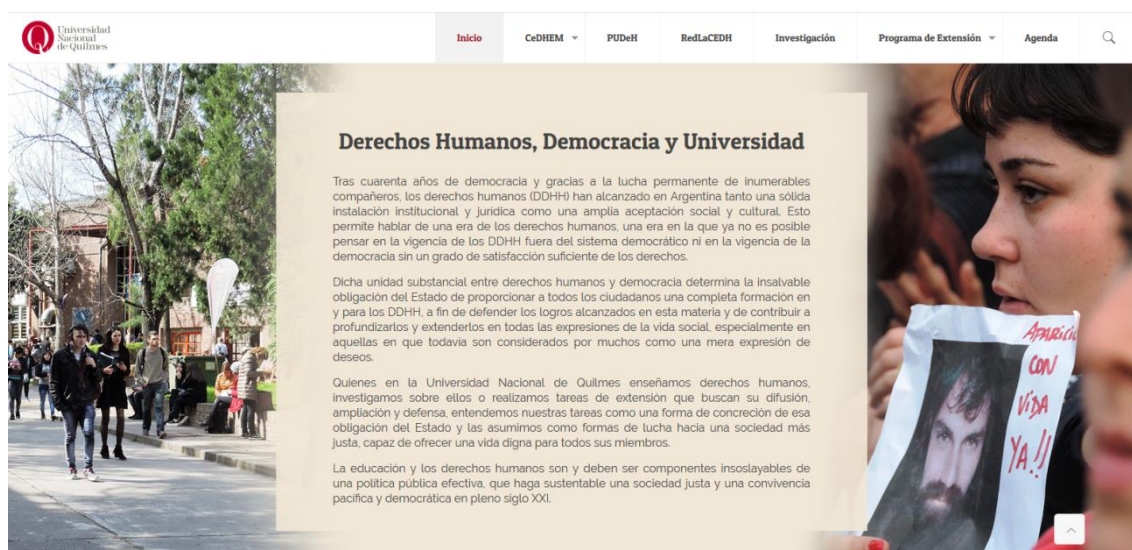 Universidad
Nacional
de Quilmes
Inicio
CeDHEM
PUDeH
RedLaCEDH
Investigación
Programa de Extensión
Agenda
Derechos Humanos, Democracia y Universidad
Tras cuarenta años de democracia y gracias a la lucha permanente de inumerables
compañeros, los derechos humanos (DDHH) han alcanzado en Argentina tanto una sólida
instalación institucional y jurídica como una amplia aceptación social y cultural. Esto
permite hablar de una era de los derechos humanos, una era en la que ya no es posible
pensar en la vigencia de los DDHH fuera del sistema democrático ni en la vigencia de la
democracia sin un grado de satisfacción suficiente de los derechos.
Dicha unidad substancial entre derechos humanos y democracia determina la insalvable
obligación del Estado de proporcionar a todos los ciudadanos una completa formación en
y para los DDHH, a fin de defender los logros alcanzados en esta materia y de contribuir a
profundizarlos y extenderlos en todas las expresiones de la vida social, especialmente en
aquellas en que todavía son considerados por muchos como una mera expresión de
deseos.
Quienes en la Universidad Nacional de Quilmes enseñamos derechos humanos,
investigamos sobre ellos o realizamos tareas de extensión que buscan su difusión,
ampliación y defensa, entendemos nuestras tareas como una forma de concreción de esa
obligación del Estado y las asumimos como formas de lucha hacia una sociedad más
justa, capaz de ofrecer una vida digna para todos sus miembros.
La educación y los derechos humanos son y deben ser componentes insoslayables de
una política pública efectiva, que haga sustentable una sociedad justa y una convivencia
pacífica y democrática en pleno siglo XXI.
CON
ViDA
YA!!